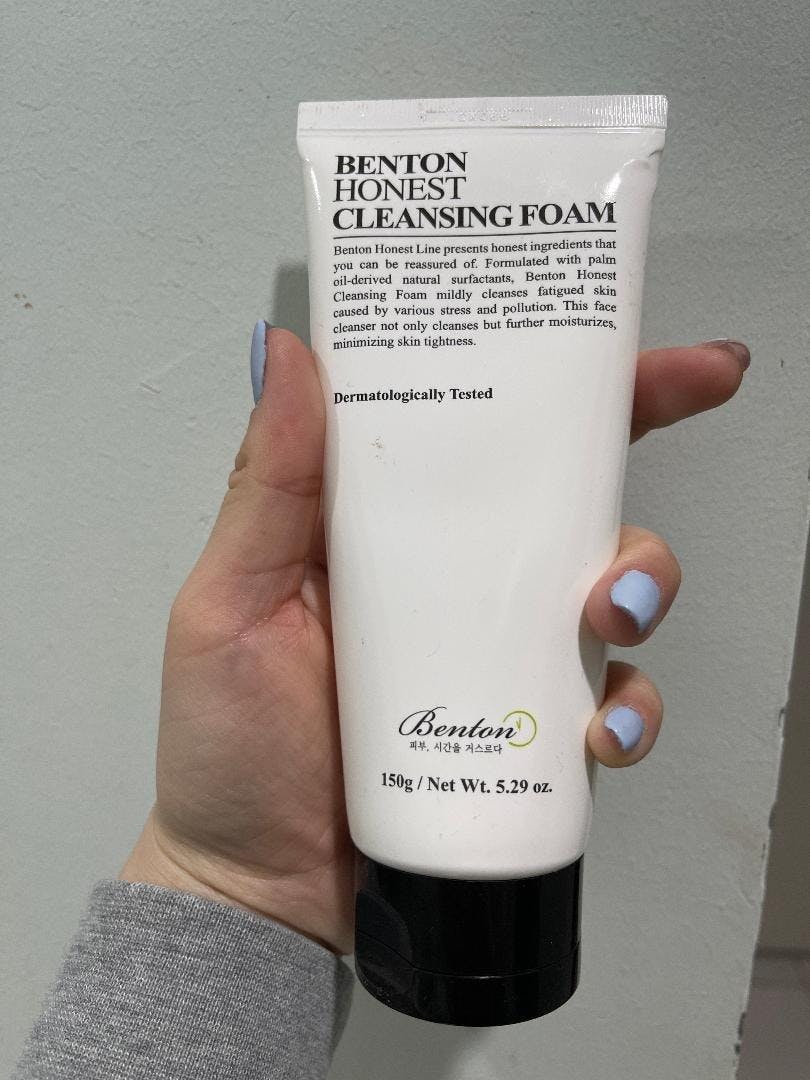 BENTON
HONEST
CLEANSING FOAM
Benton Honest Line presents honest ingredients that
you can be reassured of. Formulated with palm
oil-derived natural surfactants, Benton Honest
Cleansing Foam mildly cleanses fatigued skin
caused by various stress and pollution. This face
cleanser not only cleanses but further moisturizes,
minimizing skin tightness.
Dermatologically Tested
Benton
피부, 시간을 거스르다
150g / Net Wt. 5.29 oz.